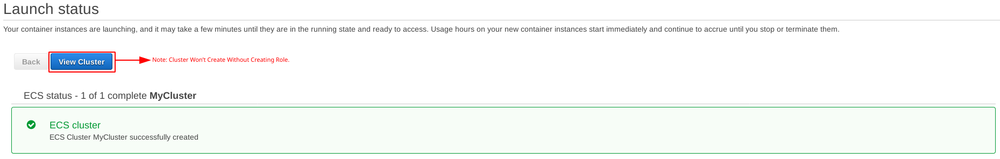 Launch status
Your container instances are launching, and it may take a few minutes until they are in the running state and ready to access. Usage hours on your new container instances start immediately and continue to accrue until you stop or terminate them.
Back View Cluster Note: Cluster Won't Create Without Creating Role.
ECS status - 1 of 1 complete MyCluster
ECS cluster
ECS Cluster MyCluster successfully created